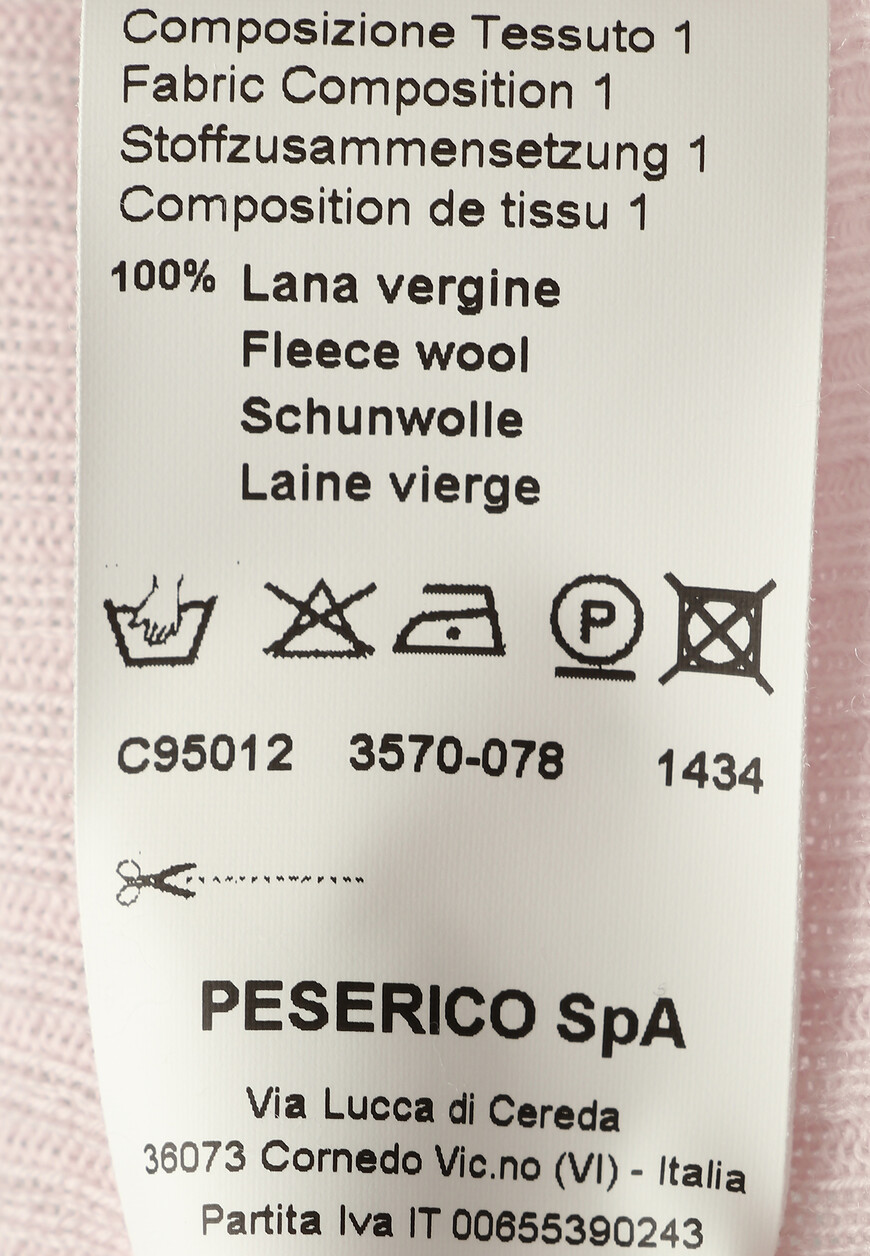 Composizione Tessuto 1
Fabric Composition 1
Stoffzusammensetzung 1
Composition de tissu 1
100% Lana vergine
Fleece wool
Schunwolle
Laine vierge
P
C95012 3570-078 1434
PESERICO SpA
Via Lucca di Cereda
36073 Cornedo Vic.no (VI) - Italia
Partita Iva IT 00655390243